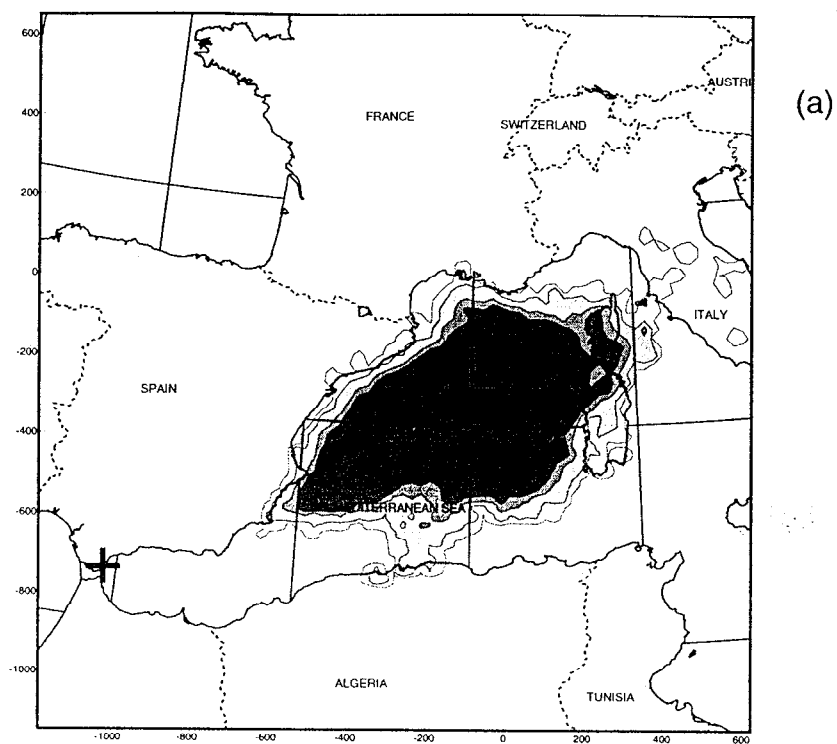 600
(a)
AUSTRI
400
FRANCE
SWITZERLAND
200
0
ITALY
-200
SPAIN
-400
MEDITERRANEAN SEA
-600
-800
-1000
ALGERIA
TUNISIA
-1000 -800 -600 -400 -200 0 200 400 600